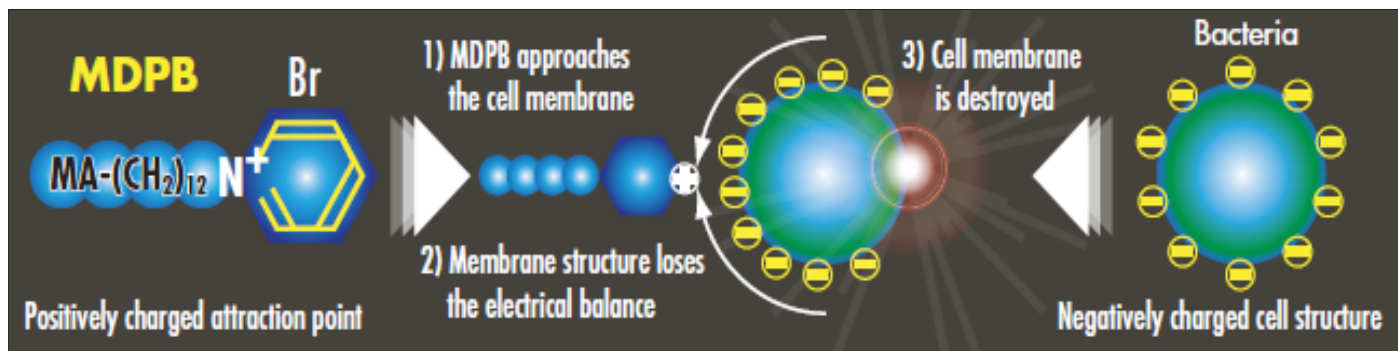 MDPB
Br
MA-(CH₂)₁₂ N⁺
Positively charged attraction point
1) MDPB approaches
the cell membrane
2) Membrane structure loses
the electrical balance
3) Cell membrane
is destroyed
Bacteria
Negatively charged cell structure